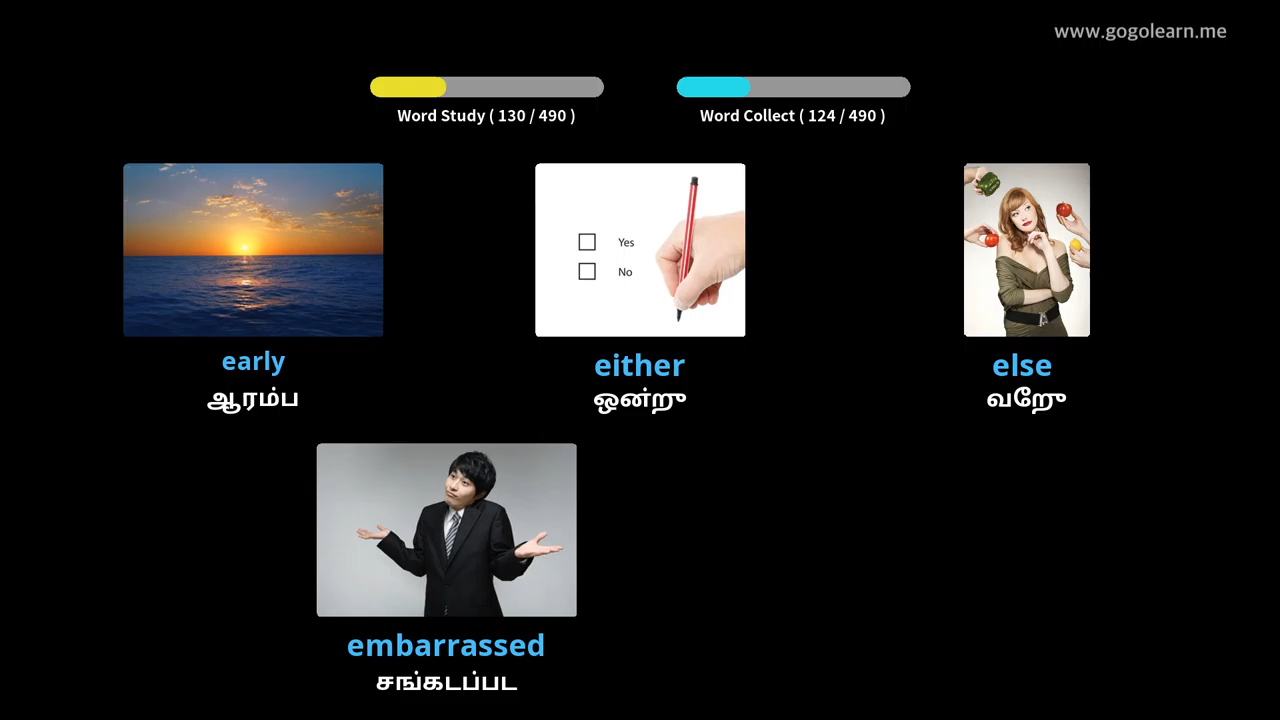 www.gogolearn.me
Word Study ( 130 / 490 )
Word Collect ( 124 / 490 )
Yes
No
early
ஆரம்ப
either
ஒன்று
else
வேறு
embarrassed
சங்கடப்பட